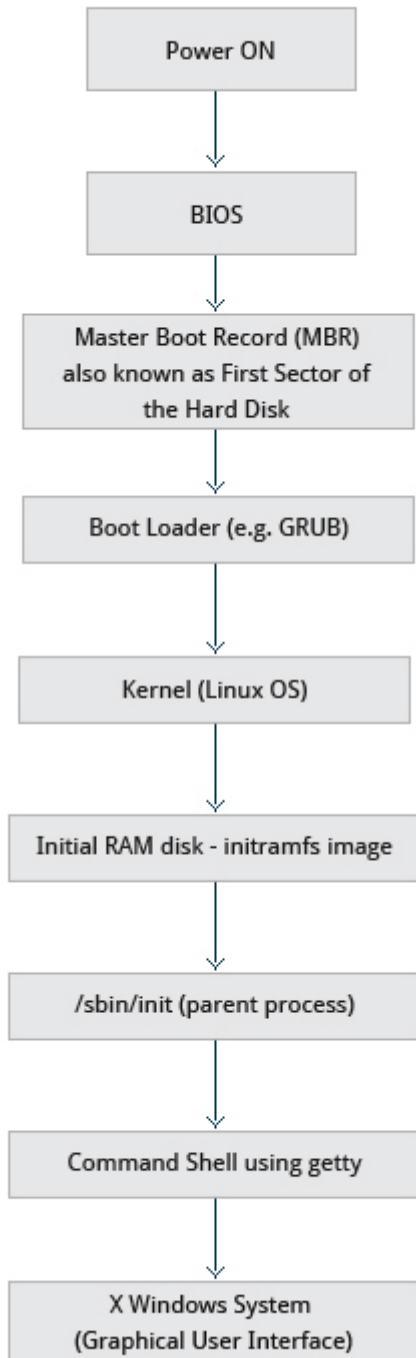 Power ON
BIOS
Master Boot Record (MBR)
also known as First Sector of
the Hard Disk
Boot Loader (e.g. GRUB)
Kernel (Linux OS)
Initial RAM disk - initramfs image
/sbin/init (parent process)
Command Shell using getty
X Windows System
(Graphical User Interface)